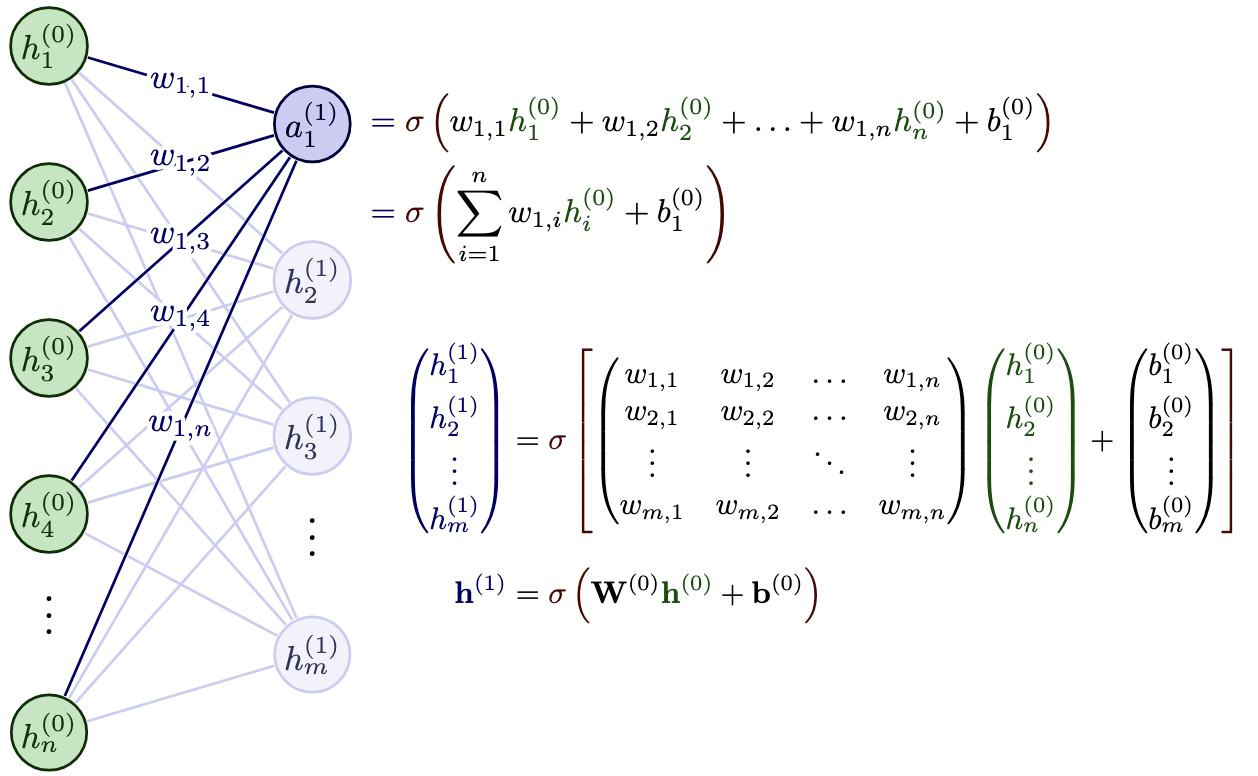 h_1^{(0)}
h_2^{(0)}
h_3^{(0)}
h_4^{(0)}
⋮
h_n^{(0)}
w_{1,1}
w_{1,2}
w_{1,3}
w_{1,4}
w_{1,n}
a_1^{(1)}
h_2^{(1)}
h_3^{(1)}
⋮
h_m^{(1)}
= σ ( w_{1,1} h_1^{(0)} + w_{1,2} h_2^{(0)} + … + w_{1,n} h_n^{(0)} + b_1^{(0)} )
= σ ( ∑_{i=1}^{n} w_{1,i} h_i^{(0)} + b_1^{(0)} )
h_1^{(1)} w_{1,1} w_{1,2} … w_{1,n} h_1^{(0)} b_1^{(0)}
h_2^{(1)} w_{2,1} w_{2,2} … w_{2,n} h_2^{(0)} b_2^{(0)}
⋮ = σ ⋮ ⋮ ⋱ ⋮ ⋮ + ⋮
h_m^{(1)} w_{m,1} w_{m,2} … w_{m,n} h_n^{(0)} b_m^{(0)}
h^{(1)} = σ ( W^{(0)} h^{(0)} + b^{(0)} )